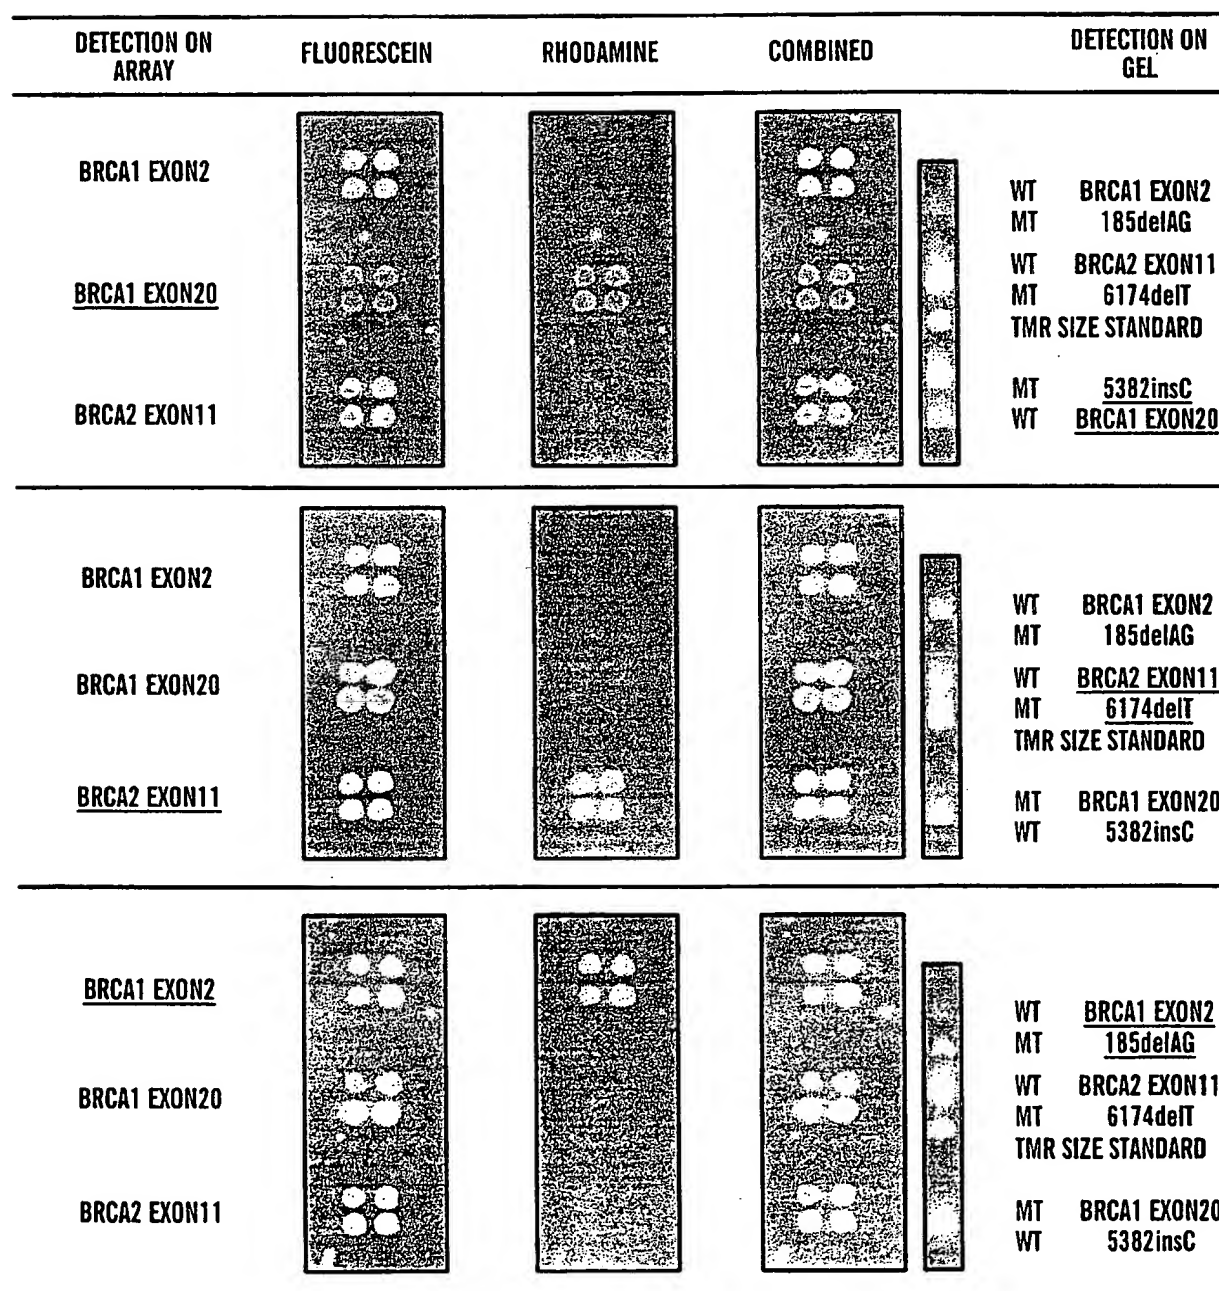 DETECTION ON ARRAY
FLUORESCEIN
RHODAMINE
COMBINED
DETECTION ON GEL
BRCA1 EXON2
BRCA1 EXON20
BRCA2 EXON11
WT BRCA1 EXON2
MT 185delAG
WT BRCA2 EXON11
MT 6174delT
TMR SIZE STANDARD
MT 5382insC
WT BRCA1 EXON20
BRCA1 EXON2
BRCA1 EXON20
BRCA2 EXON11
WT BRCA1 EXON2
MT 185delAG
WT BRCA2 EXON11
MT 6174delT
TMR SIZE STANDARD
MT BRCA1 EXON20
WT 5382insC
BRCA1 EXON2
BRCA1 EXON20
BRCA2 EXON11
WT BRCA1 EXON2
MT 185delAG
WT BRCA2 EXON11
MT 6174delT
TMR SIZE STANDARD
MT BRCA1 EXON20
WT 5382insC